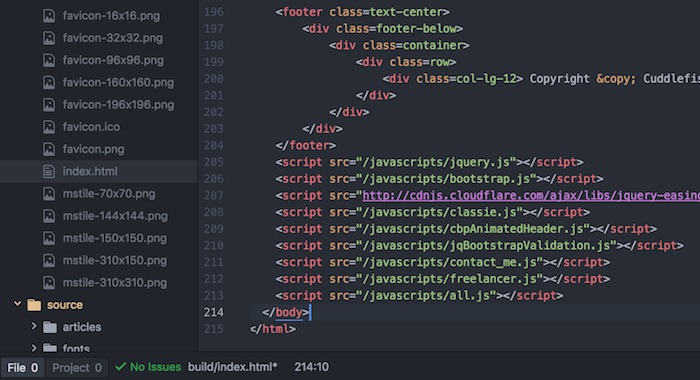 favicon-16x16.png
favicon-32x32.png
favicon-96x96.png
favicon-160x160.png
favicon-196x196.png
favicon.ico
favicon.png
index.html
mstile-70x70.png
mstile-144x144.png
mstile-150x150.png
mstile-310x150.png
mstile-310x310.png
source
articles
fonts
196 <footer class=text-center>
197 <div class=footer-below>
198 <div class=container>
199 <div class=row>
200 <div class=col-lg-12> Copyright &copy; Cuddlefis
201 </div>
202 </div>
203 </div>
204 </footer>
205 <script src="/javascripts/jquery.js"></script>
206 <script src="/javascripts/bootstrap.js"></script>
207 <script src="http://cdnjs.cloudflare.com/ajax/libs/jquery-easing
208 <script src="/javascripts/classie.js"></script>
209 <script src="/javascripts/cbpAnimatedHeader.js"></script>
210 <script src="/javascripts/jqBootstrapValidation.js"></script>
211 <script src="/javascripts/contact_me.js"></script>
212 <script src="/javascripts/freelancer.js"></script>
213 <script src="/javascripts/all.js"></script>
214 </body>
215 </html>
File 0 Project 0 No Issues build/index.html* 214:10